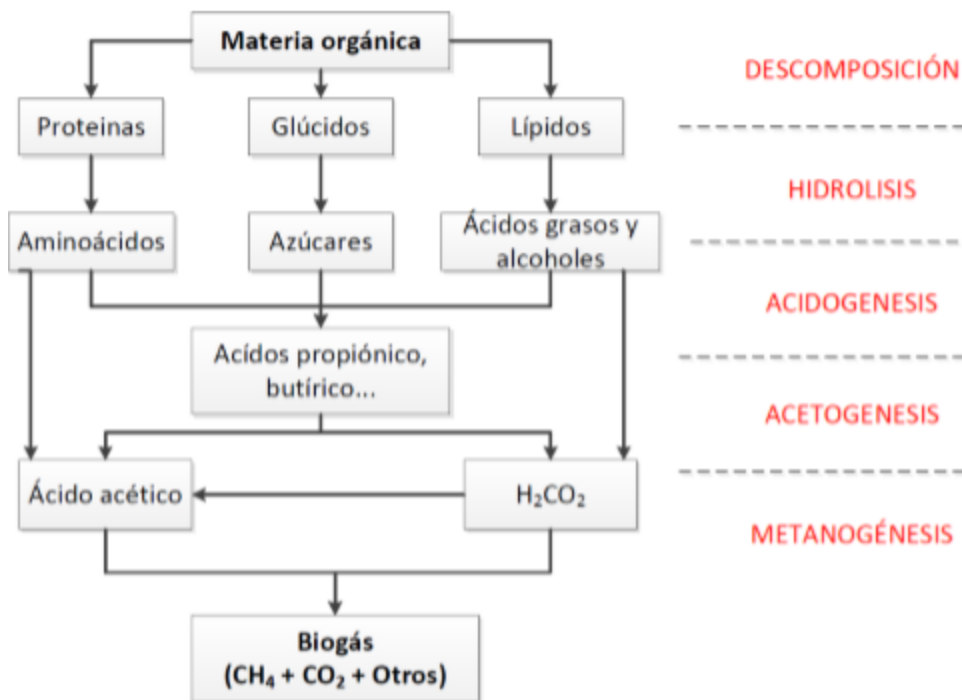 Materia orgánica
DESCOMPOSICIÓN
Proteinas
Glúcidos
Lípidos
HIDROLISIS
Aminoácidos
Azúcares
Ácidos grasos y
alcoholes
ACIDOGENESIS
Acídos propiónico,
butírico...
ACETOGENESIS
Ácido acético
H₂CO₂
METANOGÉNESIS
Biogás
(CH₄ + CO₂ + Otros)